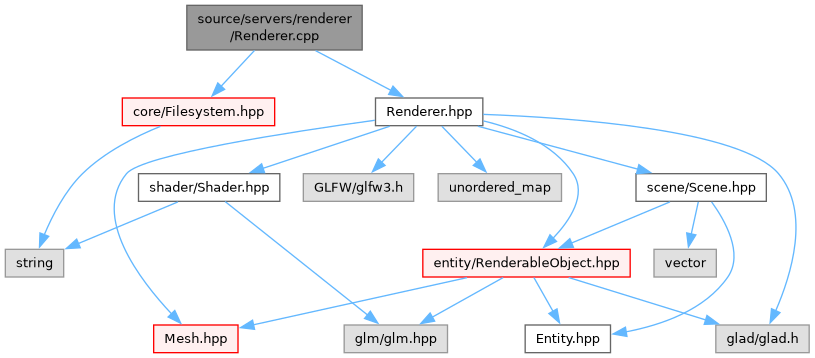 source/servers/renderer
/Renderer.cpp
core/Filesystem.hpp
Renderer.hpp
shader/Shader.hpp
GLFW/glfw3.h
unordered_map
scene/Scene.hpp
string
entity/RenderableObject.hpp
vector
Mesh.hpp
glm/glm.hpp
Entity.hpp
glad/glad.h